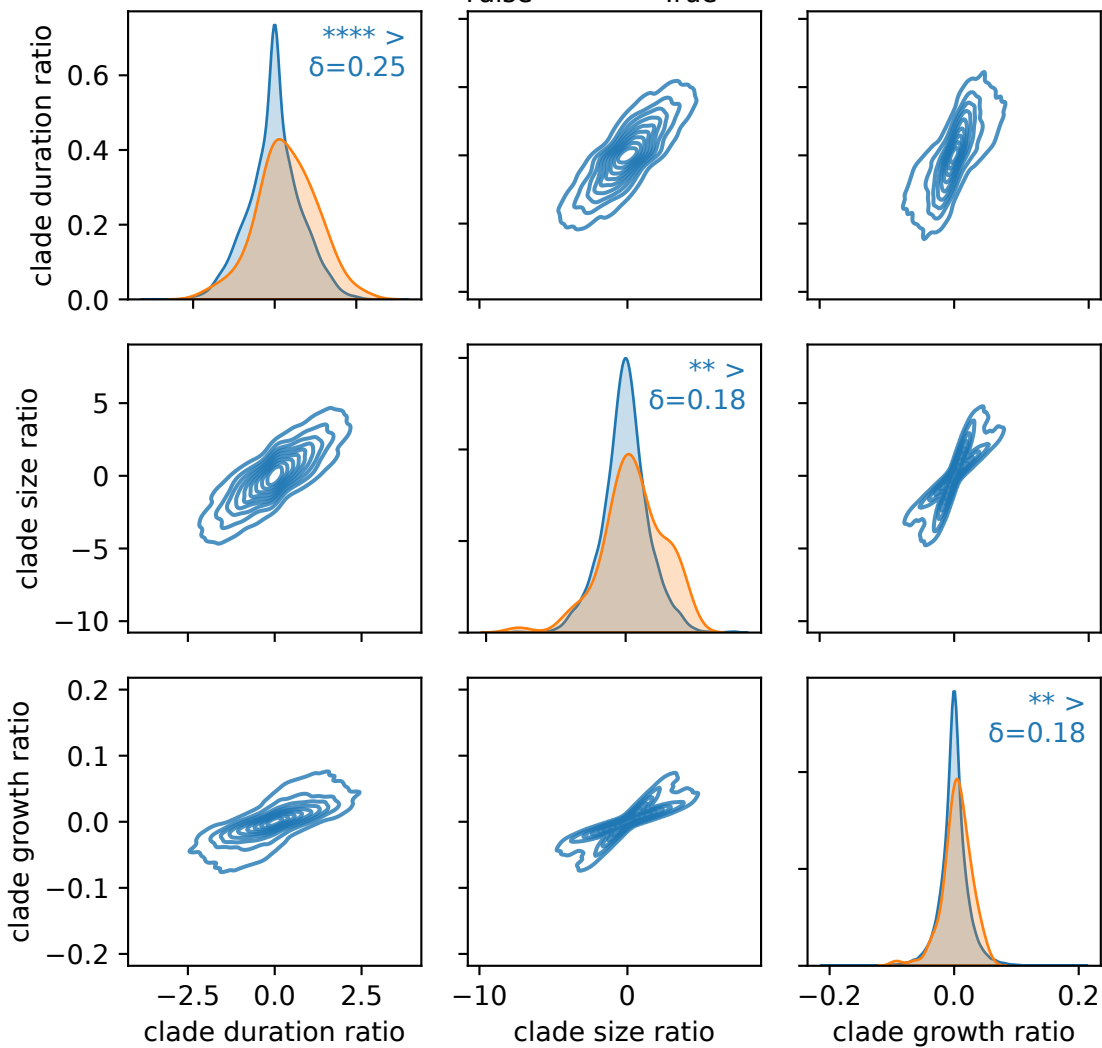 False True
clade duration ratio
0.6
0.4
0.2
0.0
**** >
δ=0.25
clade size ratio
5
0
−5
−10
** >
δ=0.18
clade growth ratio
0.2
0.1
0.0
−0.1
−0.2
** >
δ=0.18
−2.5 0.0 2.5
−10 0
−0.2 0.0 0.2
clade duration ratio
clade size ratio
clade growth ratio